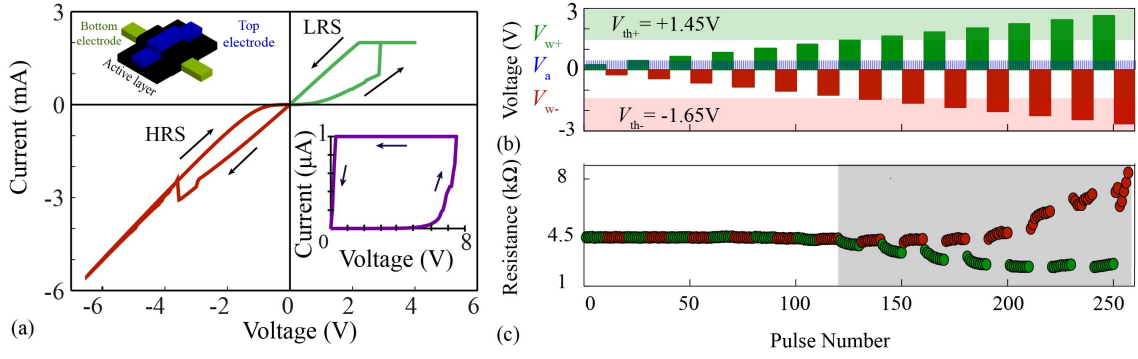 3
0
-3
-6
Current (mA)
-6
-4
-2
0
2
4
6
Voltage (V)
(a)
Bottom
electrode
Top
electrode
Active layer
LRS
HRS
Current (μA)
1
0
8
Voltage (V)
V_w+
V_a
V_w-
Voltage (V)
3
0
-3
V_th+ = +1.45V
V_th- = -1.65V
(b)
Resistance (kΩ)
8
4.5
1
0
50
100
150
200
250
Pulse Number
(c)